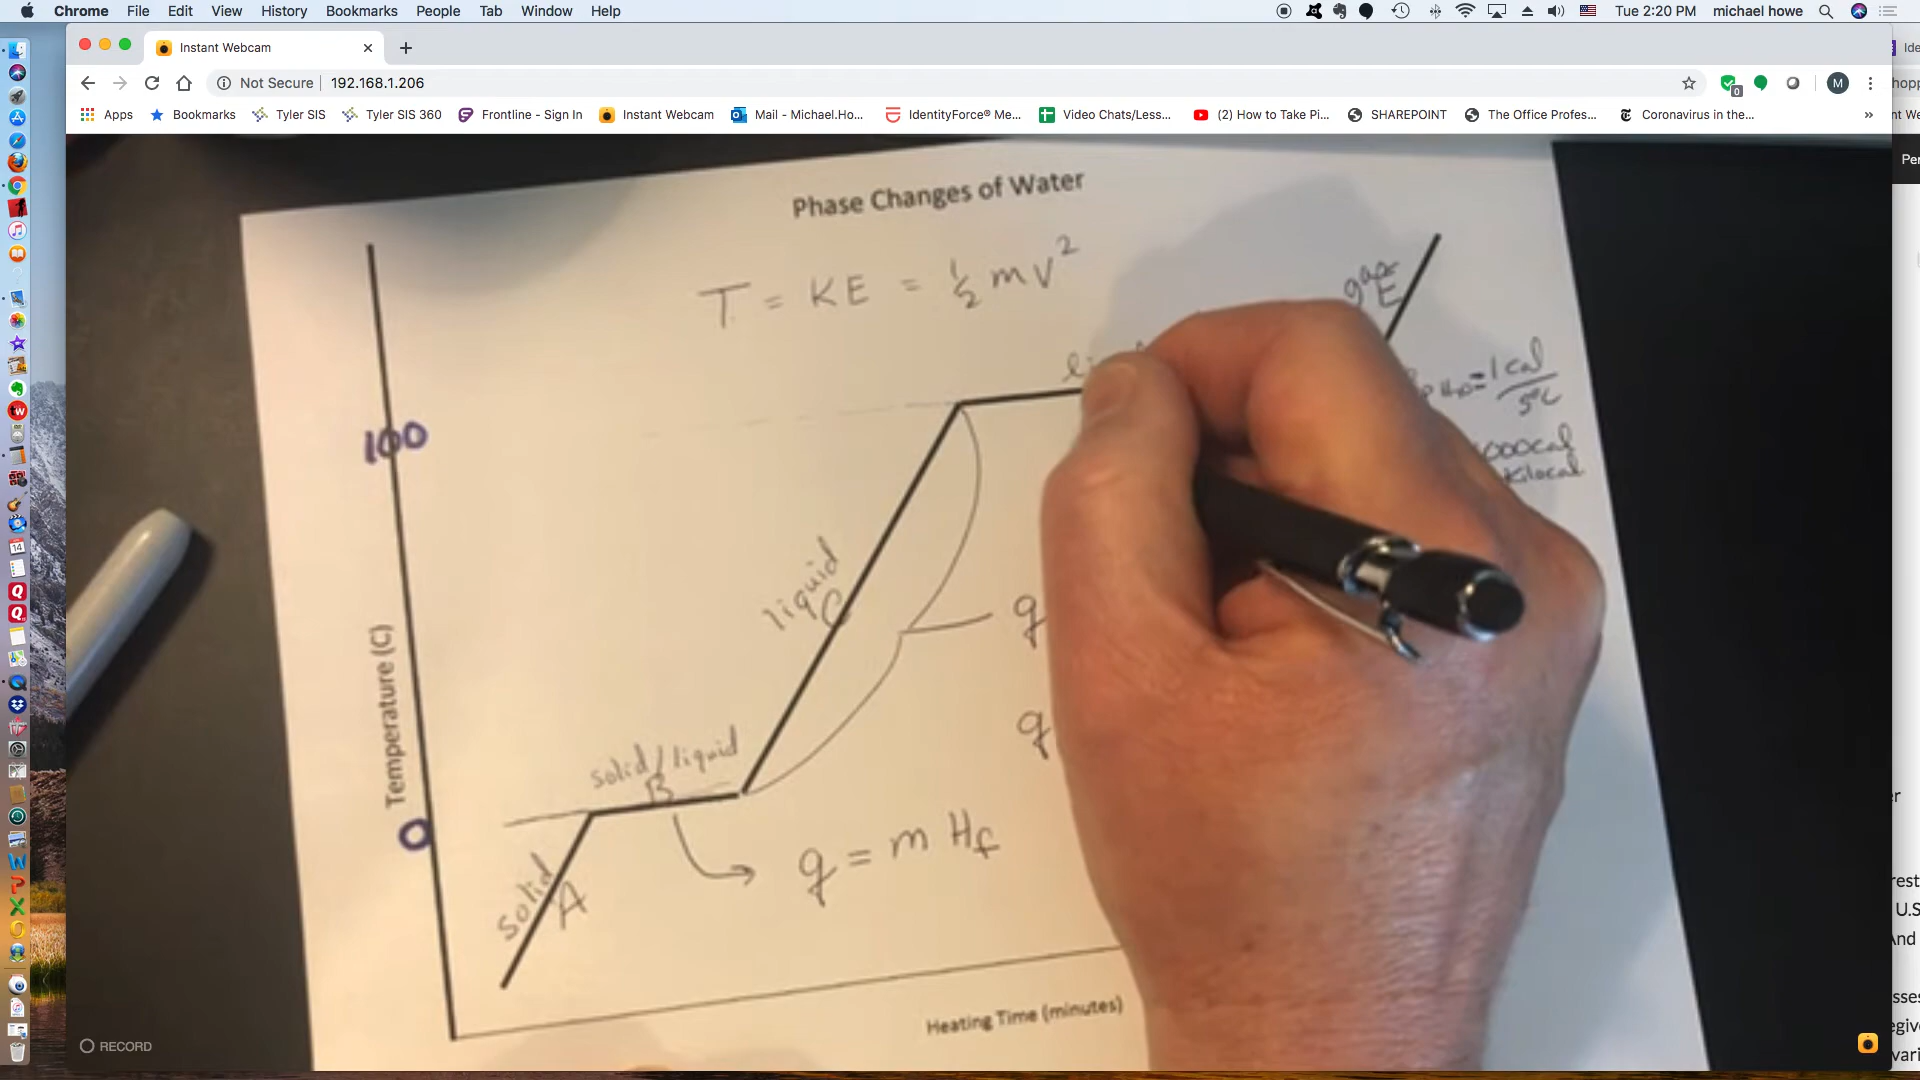 Chrome File Edit View History Bookmarks People Tab Window Help
Tue 2:20 PM michael howe
Instant Webcam
Not Secure 192.168.1.206
M
0
Apps Bookmarks Tyler SIS Tyler SIS 360 Frontline - Sign In Instant Webcam Mail - Michael.Ho... IdentityForce® Me... Video Chats/Less... (2) How to Take Pi... SHAREPOINT The Office Profes... Coronavirus in the...
Phase Changes of Water
T = KE = ½ mv²
gas
E
1 cal
100
liquid
C
q
q
Temperature (C)
solid/liquid
B
0
q = m Hf
solid
A
Heating Time (minutes)
RECORD